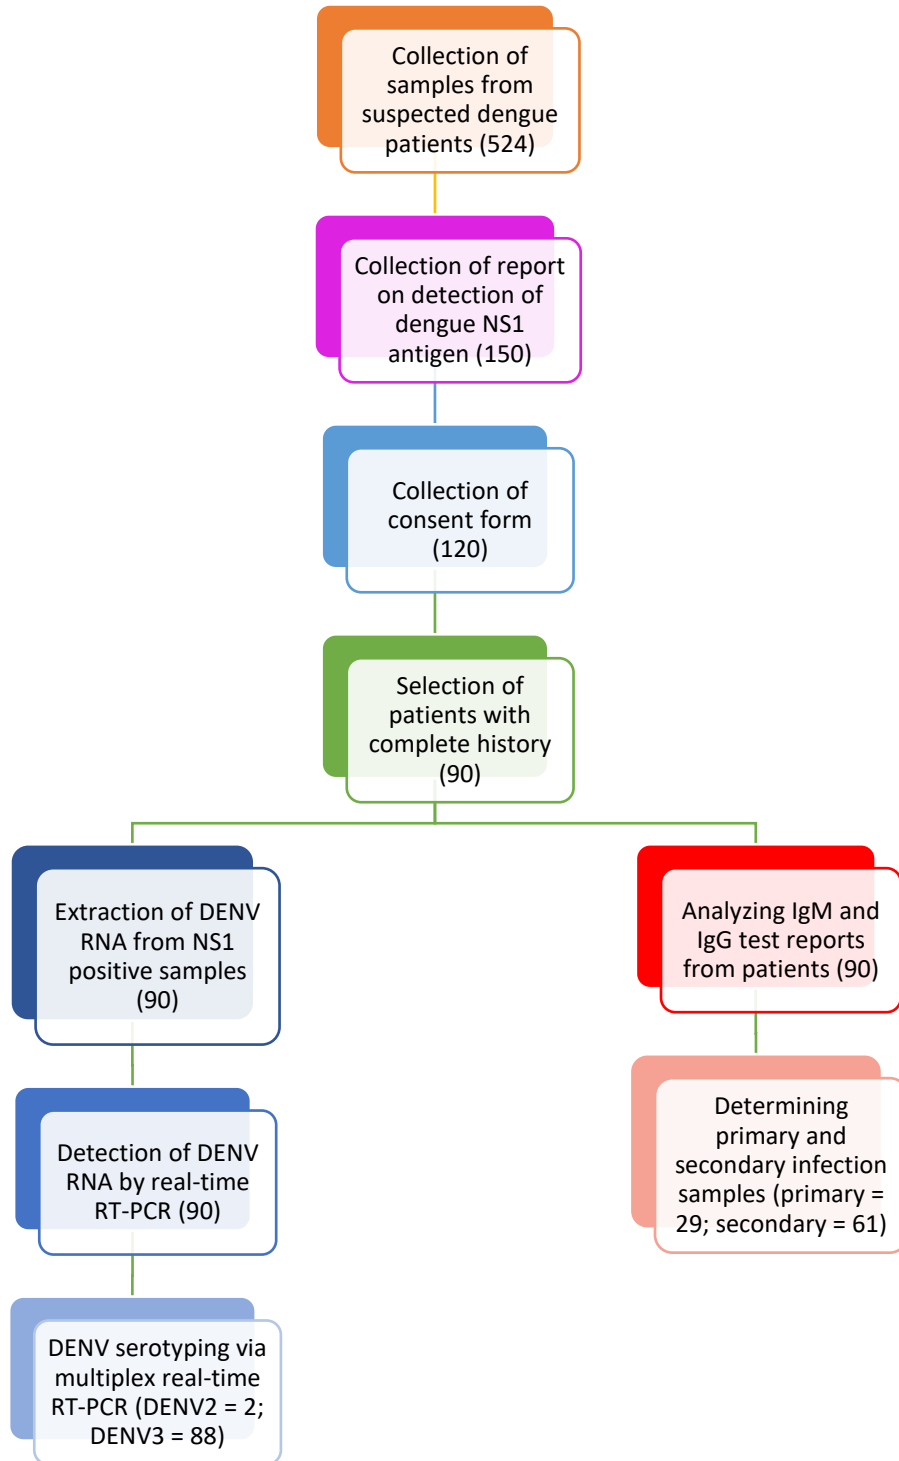 Collection of
samples from
suspected dengue
patients (524)
Collection of report
on detection of
dengue NS1
antigen (150)
Collection of
consent form
(120)
Selection of
patients with
complete history
(90)
Extraction of DENV
RNA from NS1
positive samples
(90)
Detection of DENV
RNA by real-time
RT-PCR (90)
DENV serotyping via
multiplex real-time
RT-PCR (DENV2 = 2;
DENV3 = 88)
Analyzing IgM and
IgG test reports
from patients (90)
Determining
primary and
secondary infection
samples (primary =
29; secondary = 61)